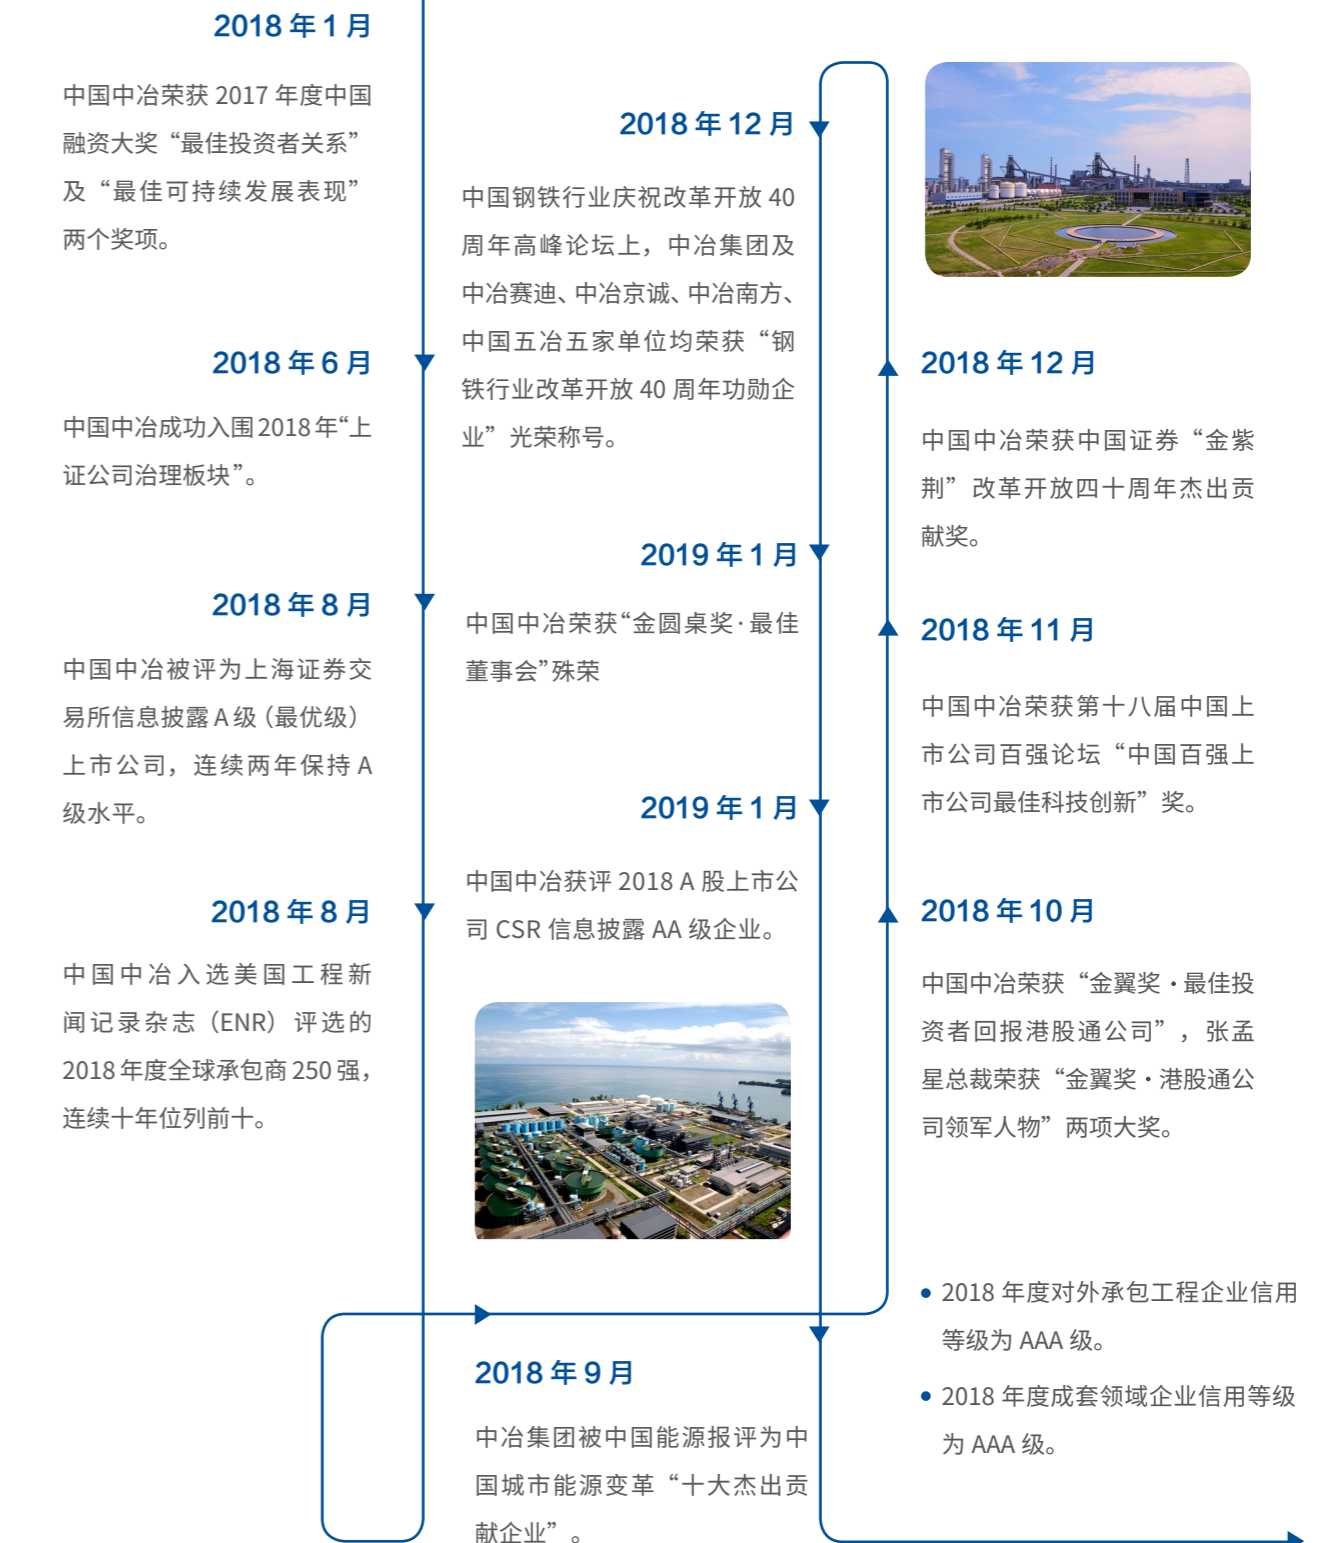 2018 年 1 月
中国中冶荣获 2017 年度中国
融资大奖“最佳投资者关系”
及“最佳可持续发展表现”
两个奖项。
2018 年 6 月
中国中冶成功入围 2018 年“上
证公司治理板块”。
2018 年 8 月
中国中冶被评为上海证券交
易所信息披露 A 级（最优级）
上市公司，连续两年保持 A
级水平。
2018 年 8 月
中国中冶入选美国工程新
闻记录杂志（ENR）评选的
2018 年度全球承包商 250 强，
连续十年位列前十。
2018 年 9 月
中冶集团被中国能源报评为中
国城市能源变革“十大杰出贡
献企业”。
2018 年 10 月
中国中冶荣获“金翼奖·最佳投
资者回报港股通公司”，张孟
星总裁荣获“金翼奖·港股通公
司领军人物”两项大奖。
2018 年 11 月
中国中冶荣获第十八届中国上
市公司百强论坛“中国百强上
市公司最佳科技创新”奖。
2018 年 12 月
中国中冶荣获中国证券“金紫
荆”改革开放四十周年杰出贡
献奖。
2018 年 12 月
中国钢铁行业庆祝改革开放 40
周年高峰论坛上，中冶集团及
中冶赛迪、中冶京诚、中冶南方、
中国五冶五家单位均荣获“钢
铁行业改革开放 40 周年功勋企
业”光荣称号。
2019 年 1 月
中国中冶荣获“金圆桌奖·最佳
董事会”殊荣
2019 年 1 月
中国中冶获评 2018 A 股上市公
司 CSR 信息披露 AA 级企业。
• 2018 年度对外承包工程企业信用
等级为 AAA 级。
• 2018 年度成套领域企业信用等级
为 AAA 级。